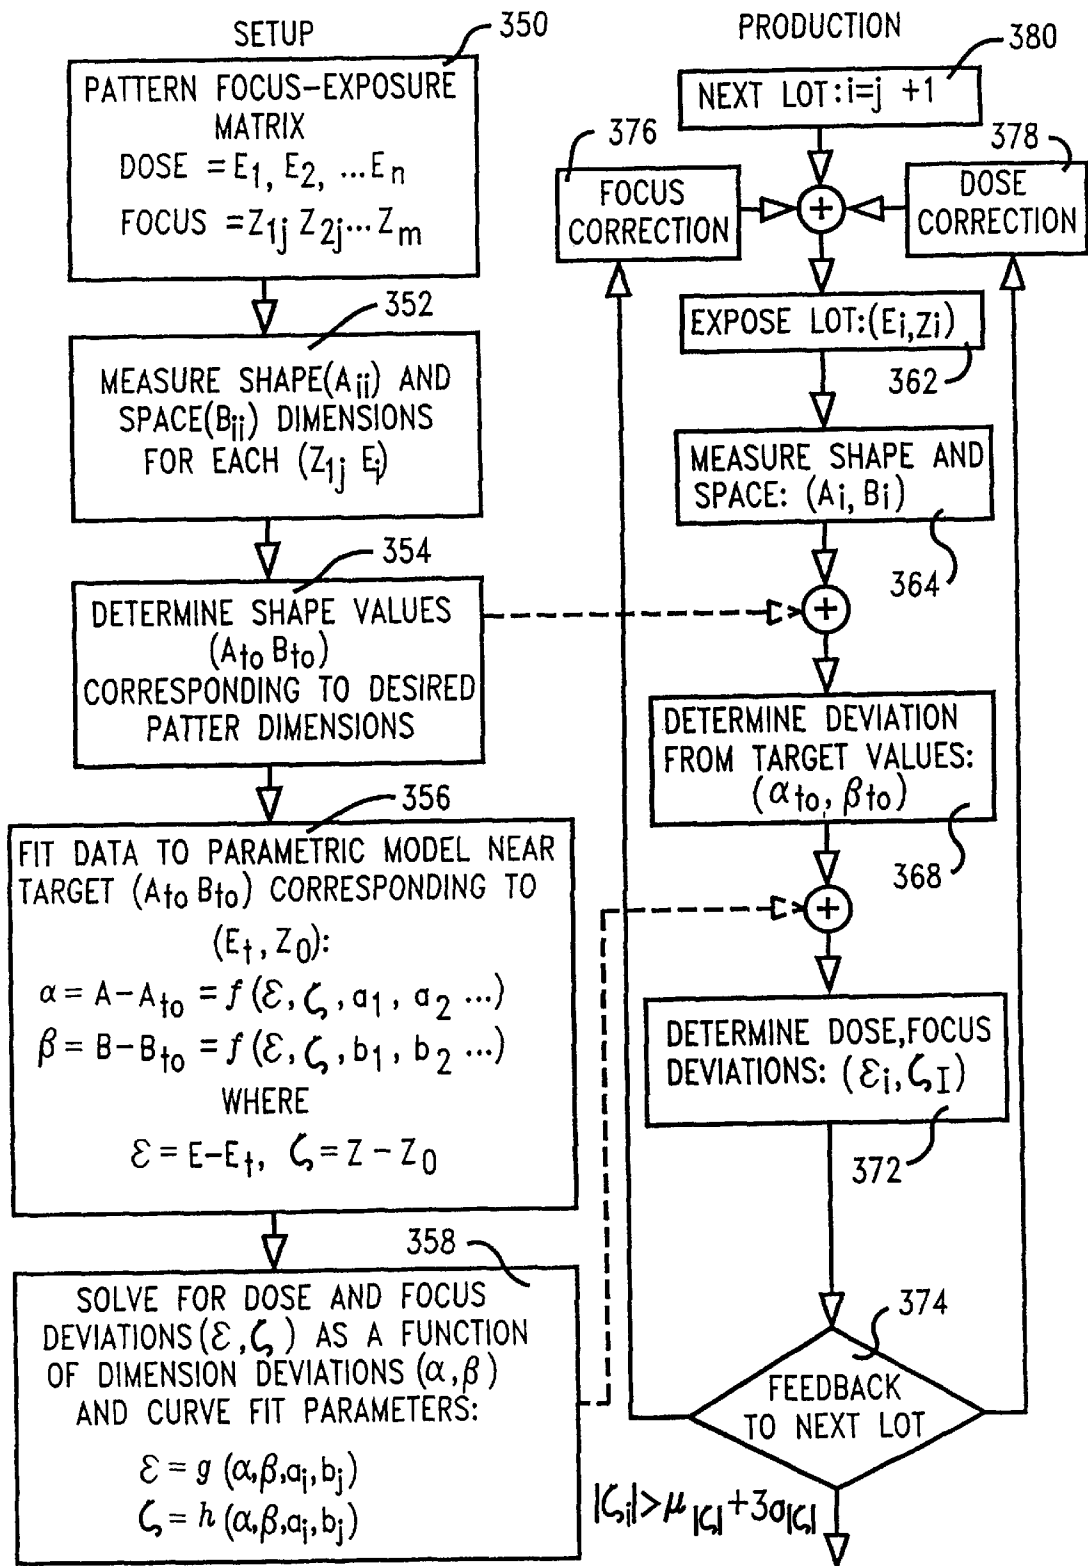 SETUP
350
PATTERN FOCUS-EXPOSURE
MATRIX
DOSE = E₁, E₂, ...Eₙ
FOCUS = Z₁ⱼ Z₂ⱼ... Zₘ
352
MEASURE SHAPE(Aᵢᵢ) AND
SPACE(Bᵢᵢ) DIMENSIONS
FOR EACH (Z₁ⱼ Eᵢ)
354
DETERMINE SHAPE VALUES
(Aₜₒ Bₜₒ)
CORRESPONDING TO DESIRED
PATTER DIMENSIONS
356
FIT DATA TO PARAMETRIC MODEL NEAR
TARGET (Aₜₒ Bₜₒ) CORRESPONDING TO
(Eₜ, Z₀):
α = A−Aₜₒ = f (ε, ζ, a₁, a₂ ...)
β = B−Bₜₒ = f (ε, ζ, b₁, b₂ ...)
WHERE
ε = E−Eₜ, ζ = Z − Z₀
358
SOLVE FOR DOSE AND FOCUS
DEVIATIONS(ε, ζ) AS A FUNCTION
OF DIMENSION DEVIATIONS (α, β)
AND CURVE FIT PARAMETERS:
ε = g (α, β, aᵢ, bⱼ)
ζ = h (α, β, aᵢ, bⱼ)
PRODUCTION
380
NEXT LOT: i=j +1
376
FOCUS
CORRECTION
+
378
DOSE
CORRECTION
EXPOSE LOT:(Eᵢ, Zᵢ)
362
MEASURE SHAPE AND
SPACE: (Aᵢ, Bᵢ)
364
+
DETERMINE DEVIATION
FROM TARGET VALUES:
(αₜₒ, βₜₒ)
368
+
DETERMINE DOSE,FOCUS
DEVIATIONS: (εᵢ, ζ_I)
372
374
FEEDBACK
TO NEXT LOT
|ζᵢ| > μ_|ζ| + 3σ_|ζ|